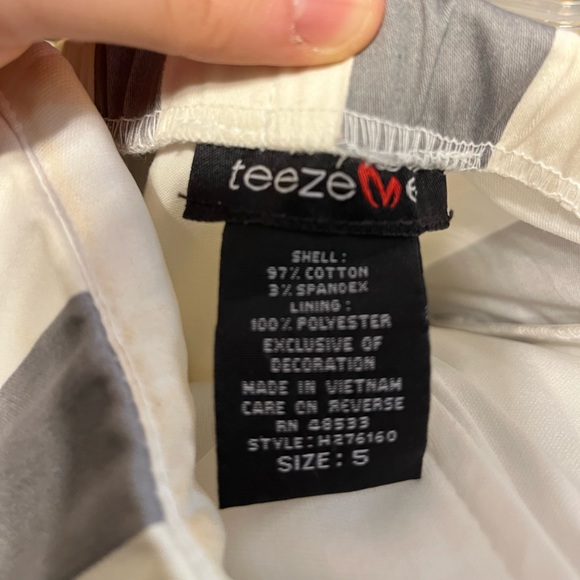 teeze
SHELL:
97% COTTON
3% SPANDEX
LINING:
100% POLYESTER
EXCLUSIVE OF
DECORATION
MADE IN VIETNAM
CARE ON REVERSE
RN 48533
STYLE: H276160
SIZE: 5